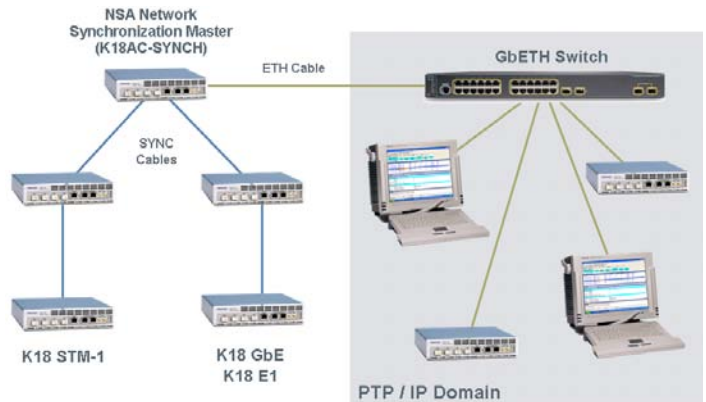 NSA Network
Synchronization Master
(K18AC-SYNCH)
ETH Cable
GbETH Switch
SYNC
Cables
K18 STM-1
K18 GbE
K18 E1
PTP / IP Domain